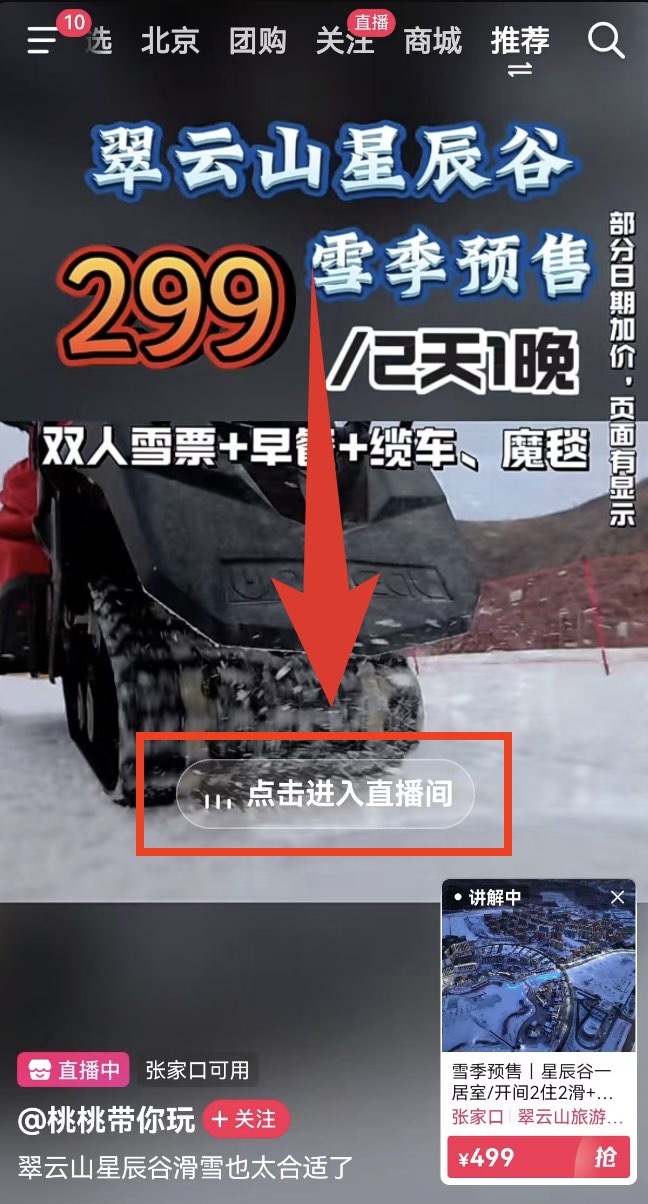 10
选 北京 团购 关注 直播 商城 推荐
翠云山星辰谷
299 雪季预售
/2天1晚
部分日期加价，页面有显示
双人雪票+早餐+缆车、魔毯
点击进入直播间
讲解中
雪季预售丨星辰谷一
居室/开间2住2滑+...
张家口 翠云山旅游...
¥499 抢
直播中 张家口可用
@桃桃带你玩 +关注
翠云山星辰谷滑雪也太合适了